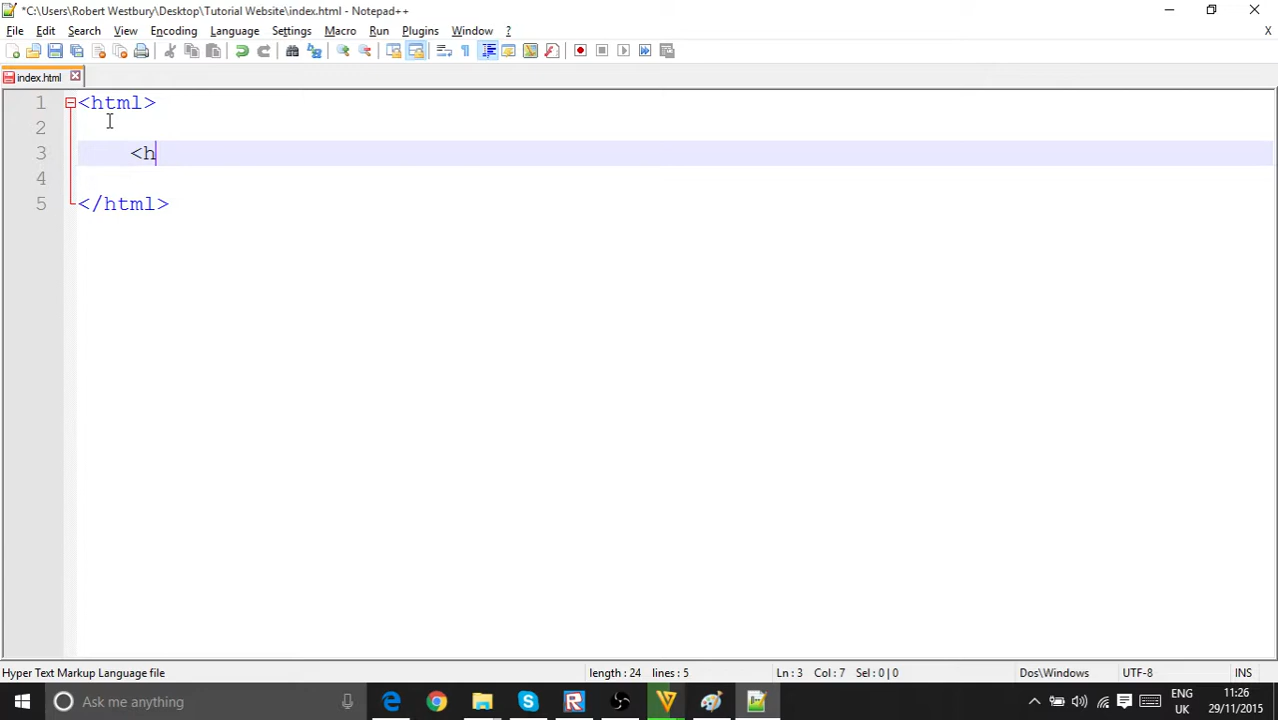 *C:\Users\Robert Westbury\Desktop\Tutorial Website\index.html - Notepad++
File Edit Search View Encoding Language Settings Macro Run Plugins Window ? X
index.html
1 <html>
2
3 <h
4
5 </html>
Hyper Text Markup Language file length : 24 lines : 5 Ln : 3 Col : 7 Sel : 0 | 0 Dos\Windows UTF-8 INS
Ask me anything ENG 11:26
UK 29/11/2015